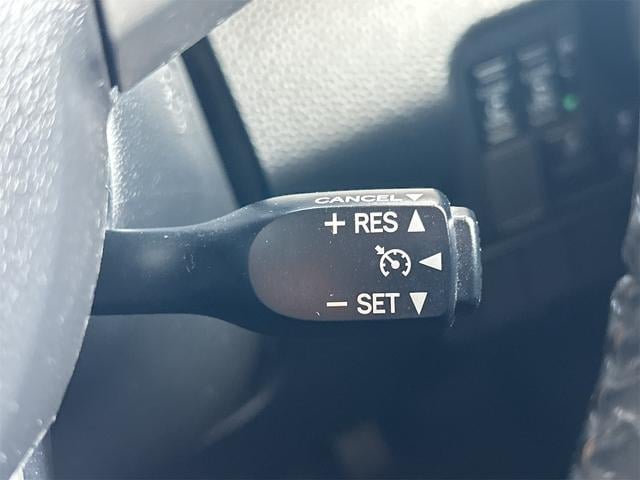 CANCEL▼
+ RES ▲
◀
− SET ▼